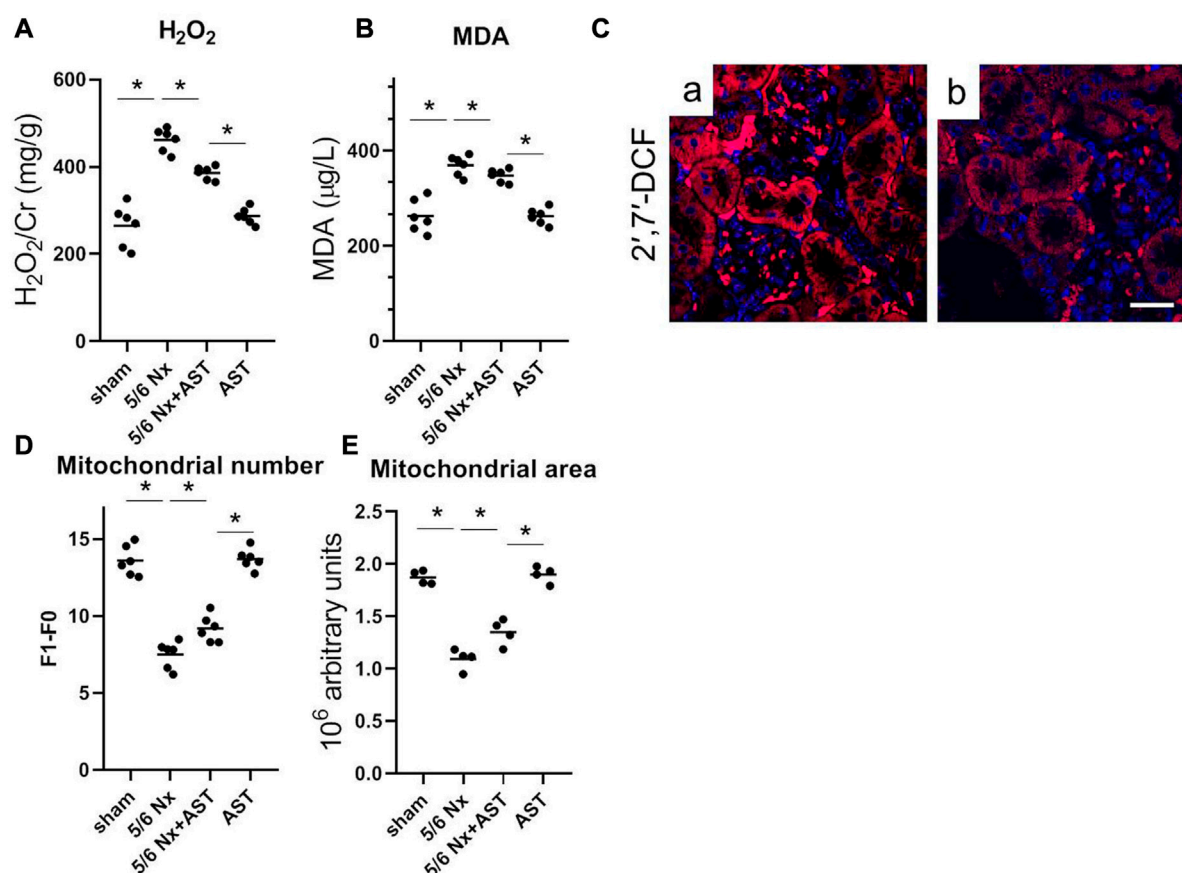 A
H₂O₂
H₂O₂/Cr (mg/g)
600
400
200
0
*
*
*
sham
5/6 Nx
5/6 Nx+AST
AST
B
MDA
MDA (μg/L)
400
200
0
*
*
*
sham
5/6 Nx
5/6 Nx+AST
AST
C
2′,7′-DCF
a
b
D
Mitochondrial number
F1-F0
15
10
5
0
*
*
*
sham
5/6 Nx
5/6 Nx+AST
AST
E
Mitochondrial area
10⁶ arbitrary units
2.5
2.0
1.5
1.0
0.5
0.0
*
*
*
sham
5/6 Nx
5/6 Nx+AST
AST